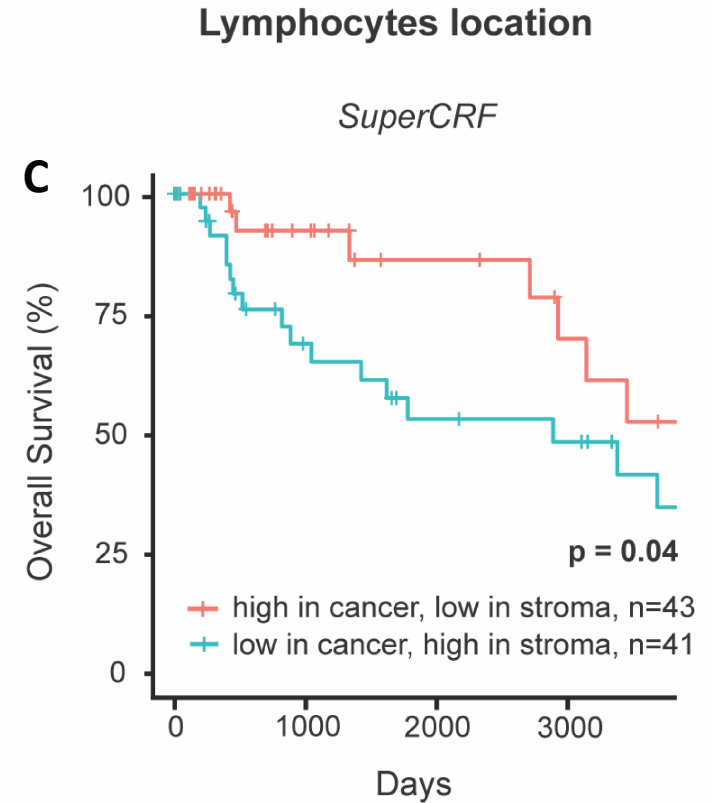 Lymphocytes location
SuperCRF
C
100
75
50
25
0
Overall Survival (%)
p = 0.04
high in cancer, low in stroma, n=43
low in cancer, high in stroma, n=41
0 1000 2000 3000
Days